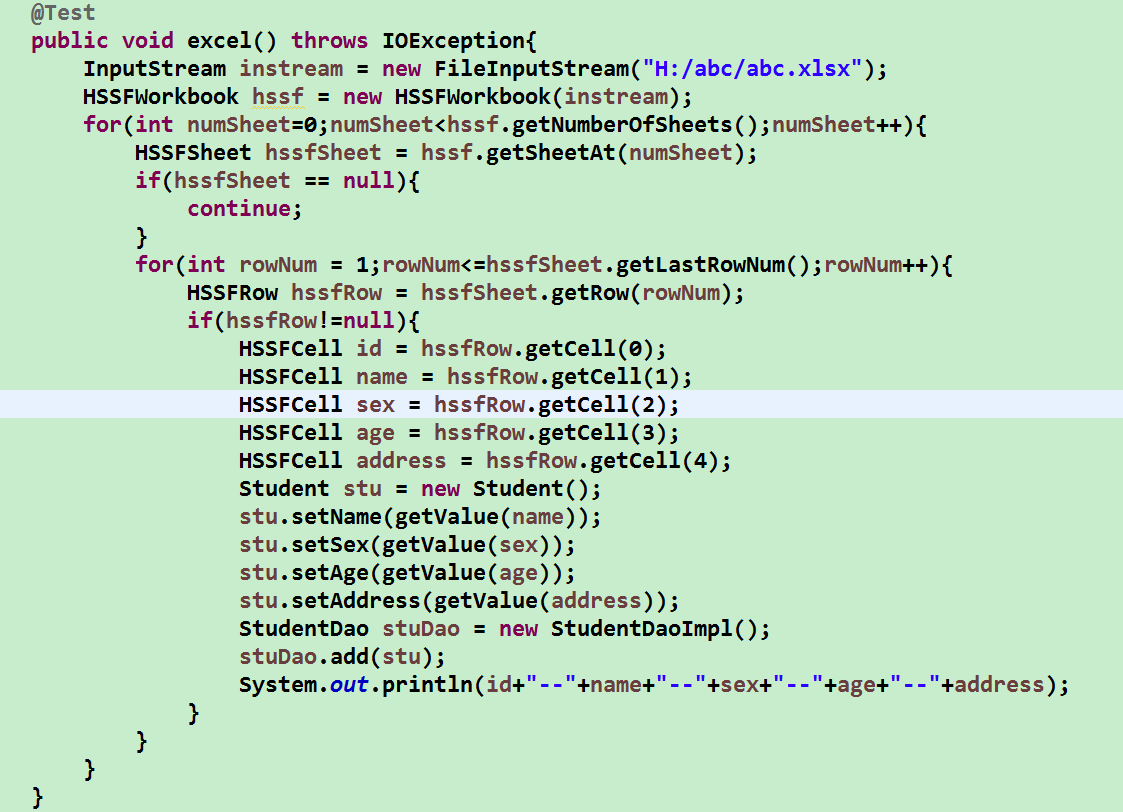 @Test
public void excel() throws IOException{
    InputStream instream = new FileInputStream("H:/abc/abc.xlsx");
    HSSFWorkbook hssf = new HSSFWorkbook(instream);
    for(int numSheet=0;numSheet<hssf.getNumberOfSheets();numSheet++){
        HSSFSheet hssfSheet = hssf.getSheetAt(numSheet);
        if(hssfSheet == null){
            continue;
        }
        for(int rowNum = 1;rowNum<=hssfSheet.getLastRowNum();rowNum++){
            HSSFRow hssfRow = hssfSheet.getRow(rowNum);
            if(hssfRow!=null){
                HSSFCell id = hssfRow.getCell(0);
                HSSFCell name = hssfRow.getCell(1);
                HSSFCell sex = hssfRow.getCell(2);
                HSSFCell age = hssfRow.getCell(3);
                HSSFCell address = hssfRow.getCell(4);
                Student stu = new Student();
                stu.setName(getValue(name));
                stu.setSex(getValue(sex));
                stu.setAge(getValue(age));
                stu.setAddress(getValue(address));
                StudentDao stuDao = new StudentDaoImpl();
                stuDao.add(stu);
                System.out.println(id+"--"+name+"--"+sex+"--"+age+"--"+address);
            }
        }
    }
}